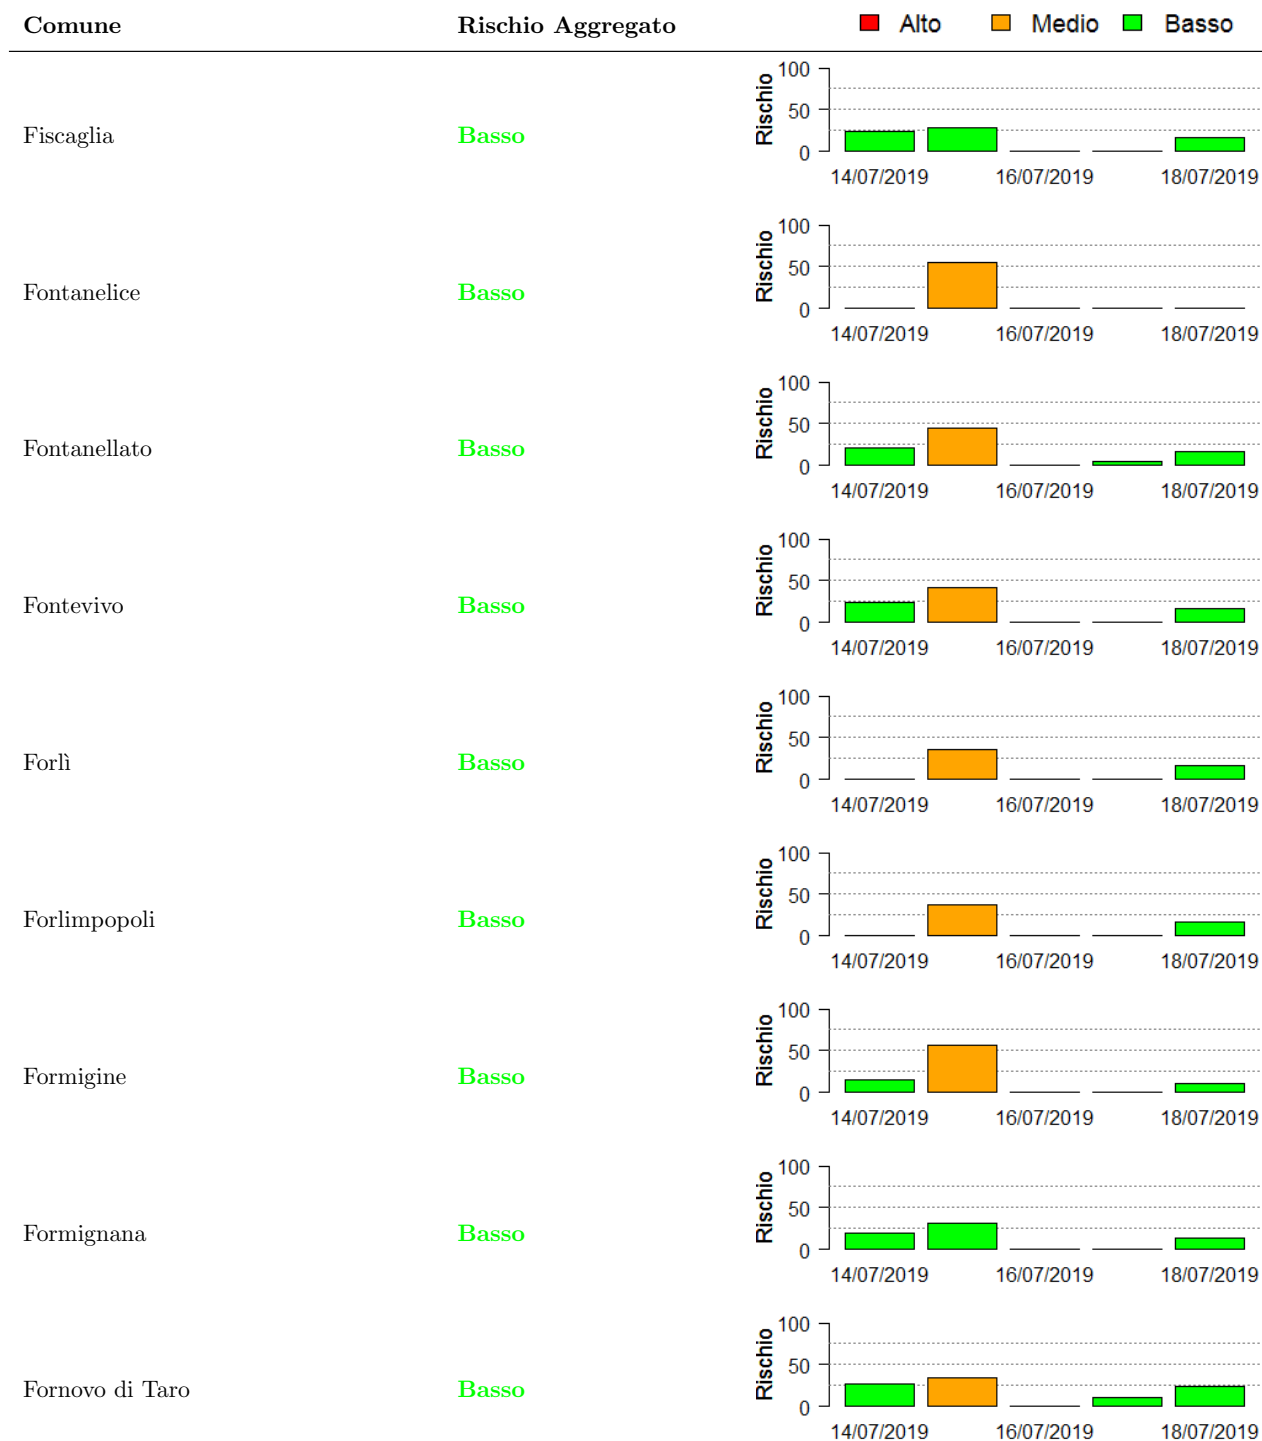 Comune Rischio Aggregato Alto Medio Basso
Fiscaglia Basso Rischio 100 50 0
14/07/2019 16/07/2019 18/07/2019
Fontanelice Basso Rischio 100 50 0
14/07/2019 16/07/2019 18/07/2019
Fontanellato Basso Rischio 100 50 0
14/07/2019 16/07/2019 18/07/2019
Fontevivo Basso Rischio 100 50 0
14/07/2019 16/07/2019 18/07/2019
Forlì Basso Rischio 100 50 0
14/07/2019 16/07/2019 18/07/2019
Forlimpopoli Basso Rischio 100 50 0
14/07/2019 16/07/2019 18/07/2019
Formigine Basso Rischio 100 50 0
14/07/2019 16/07/2019 18/07/2019
Formignana Basso Rischio 100 50 0
14/07/2019 16/07/2019 18/07/2019
Fornovo di Taro Basso Rischio 100 50 0
14/07/2019 16/07/2019 18/07/2019